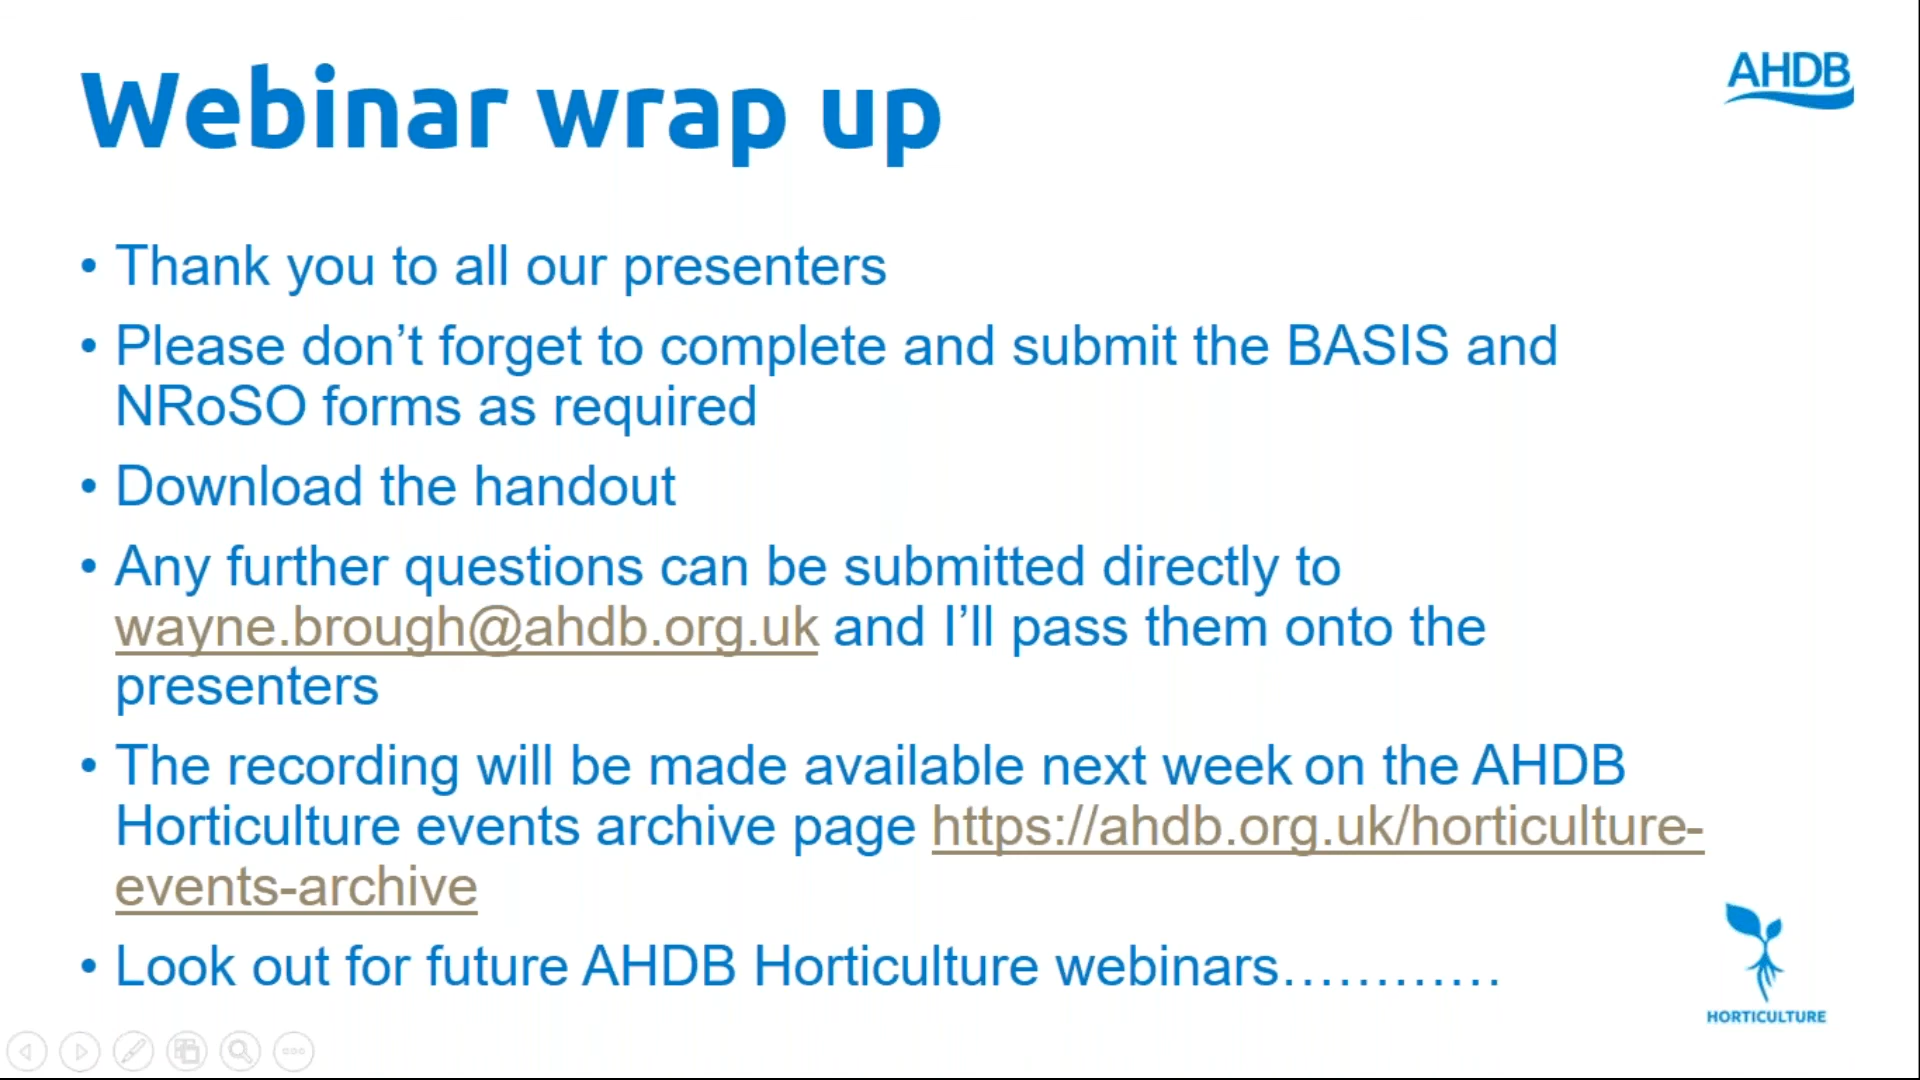 Webinar wrap up
AHDB
• Thank you to all our presenters
• Please don’t forget to complete and submit the BASIS and
NRoSO forms as required
• Download the handout
• Any further questions can be submitted directly to
wayne.brough@ahdb.org.uk and I’ll pass them onto the
presenters
• The recording will be made available next week on the AHDB
Horticulture events archive page https://ahdb.org.uk/horticulture-
events-archive
• Look out for future AHDB Horticulture webinars…………
HORTICULTURE